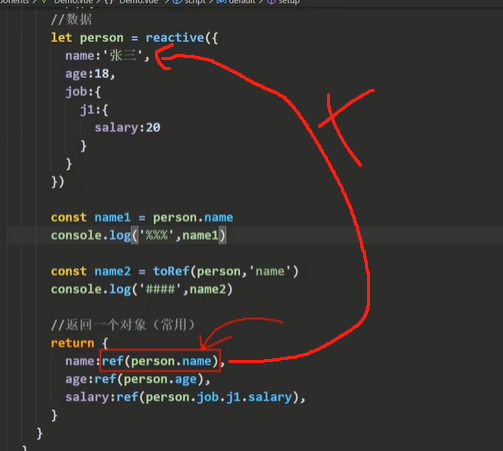 Demo.vue
Demo.vue
script
default
setup
//数据
let person = reactive({
name:'张三',
age:18,
job:{
j1:{
salary:20
}
}
})
const name1 = person.name
console.log('%%%',name1)
const name2 = toRef(person,'name')
console.log('####',name2)
//返回一个对象（常用）
return {
name:ref(person.name),
age:ref(person.age),
salary:ref(person.job.j1.salary),
}
}